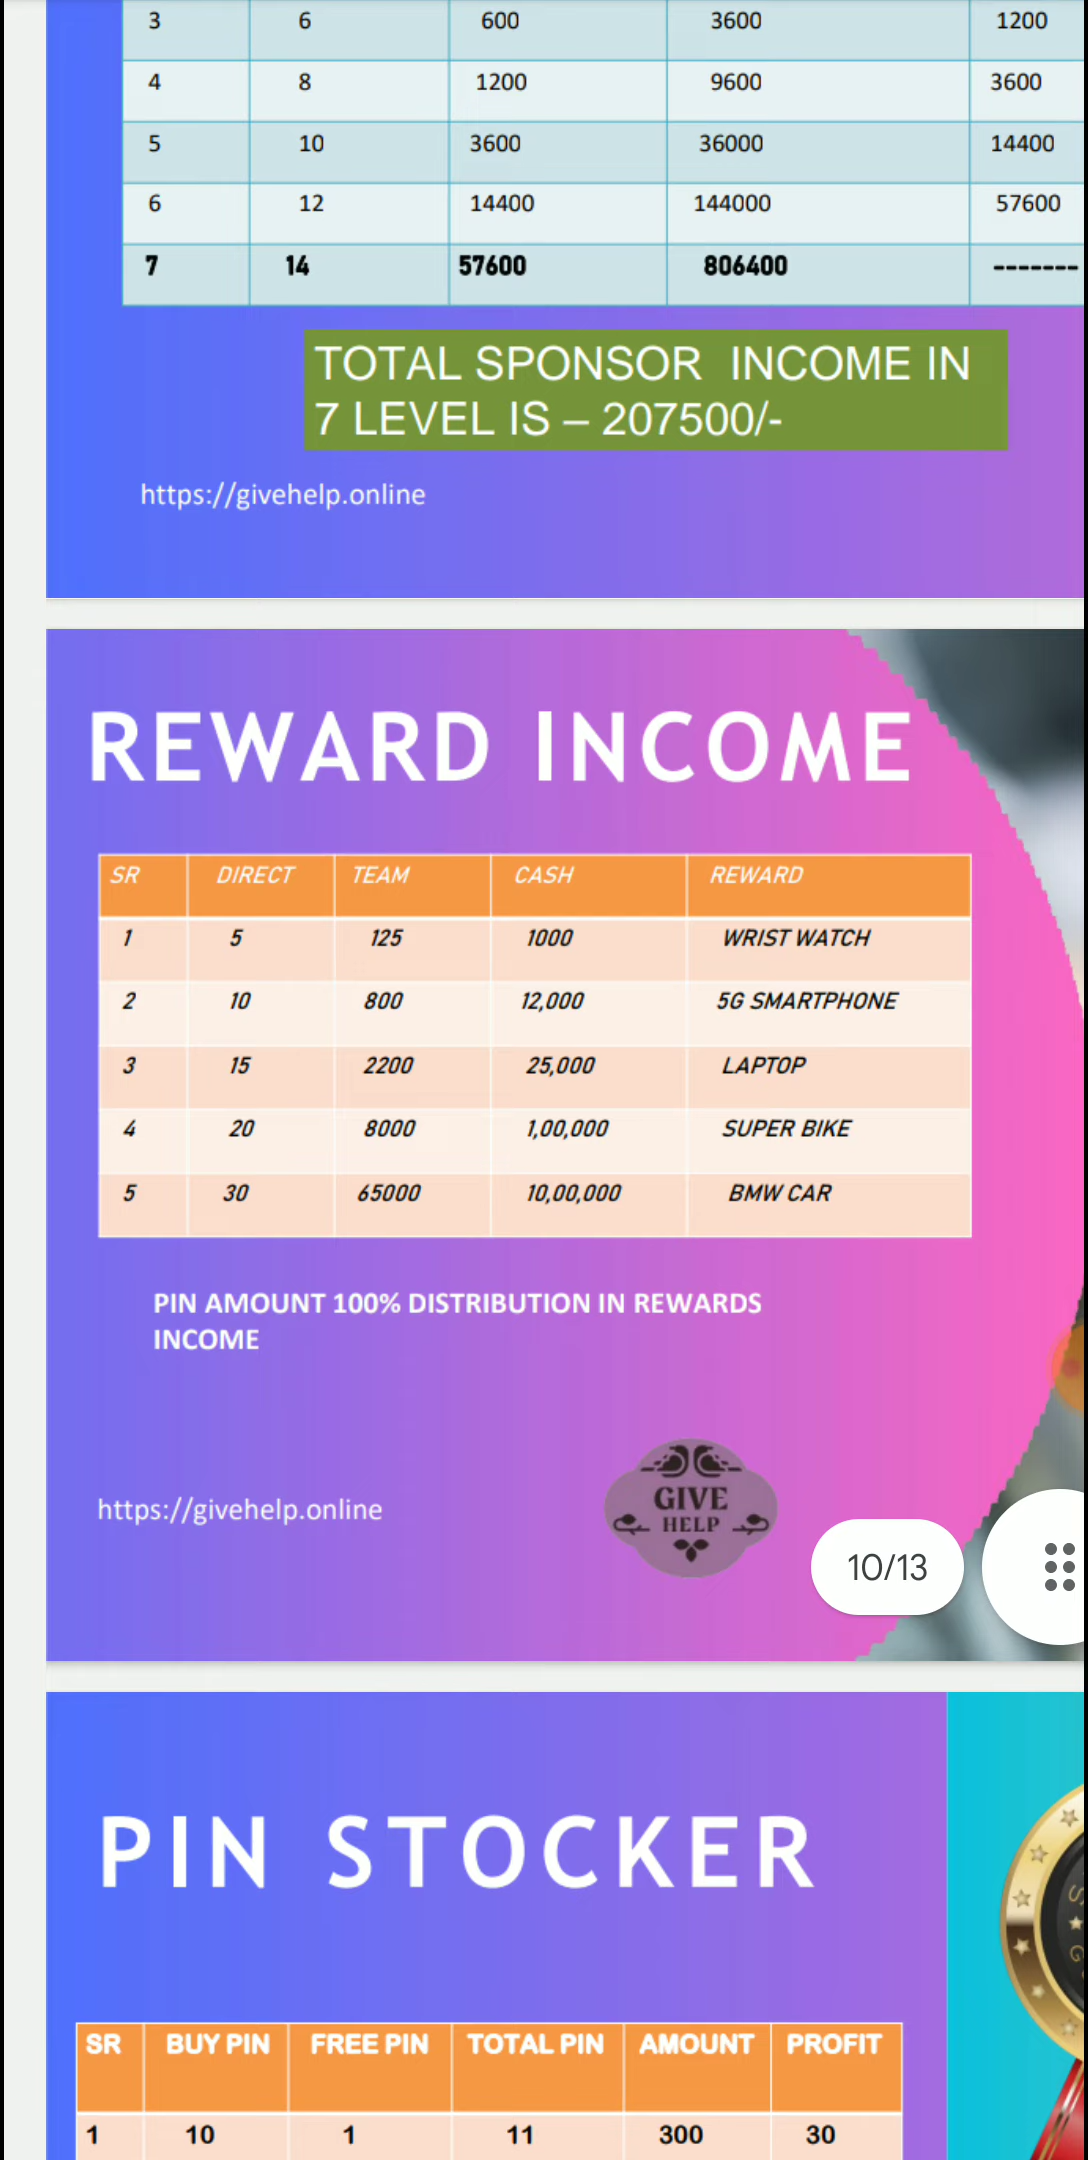 3 6 600 3600 1200
4 8 1200 9600 3600
5 10 3600 36000 14400
6 12 14400 144000 57600
7 14 57600 806400 -------
TOTAL SPONSOR INCOME IN
7 LEVEL IS – 207500/-
https://givehelp.online
REWARD INCOME
SR DIRECT TEAM CASH REWARD
1 5 125 1000 WRIST WATCH
2 10 800 12,000 5G SMARTPHONE
3 15 2200 25,000 LAPTOP
4 20 8000 1,00,000 SUPER BIKE
5 30 65000 10,00,000 BMW CAR
PIN AMOUNT 100% DISTRIBUTION IN REWARDS
INCOME
https://givehelp.online
GIVE
HELP
10/13
PIN STOCKER
SR BUY PIN FREE PIN TOTAL PIN AMOUNT PROFIT
1 10 1 11 300 30